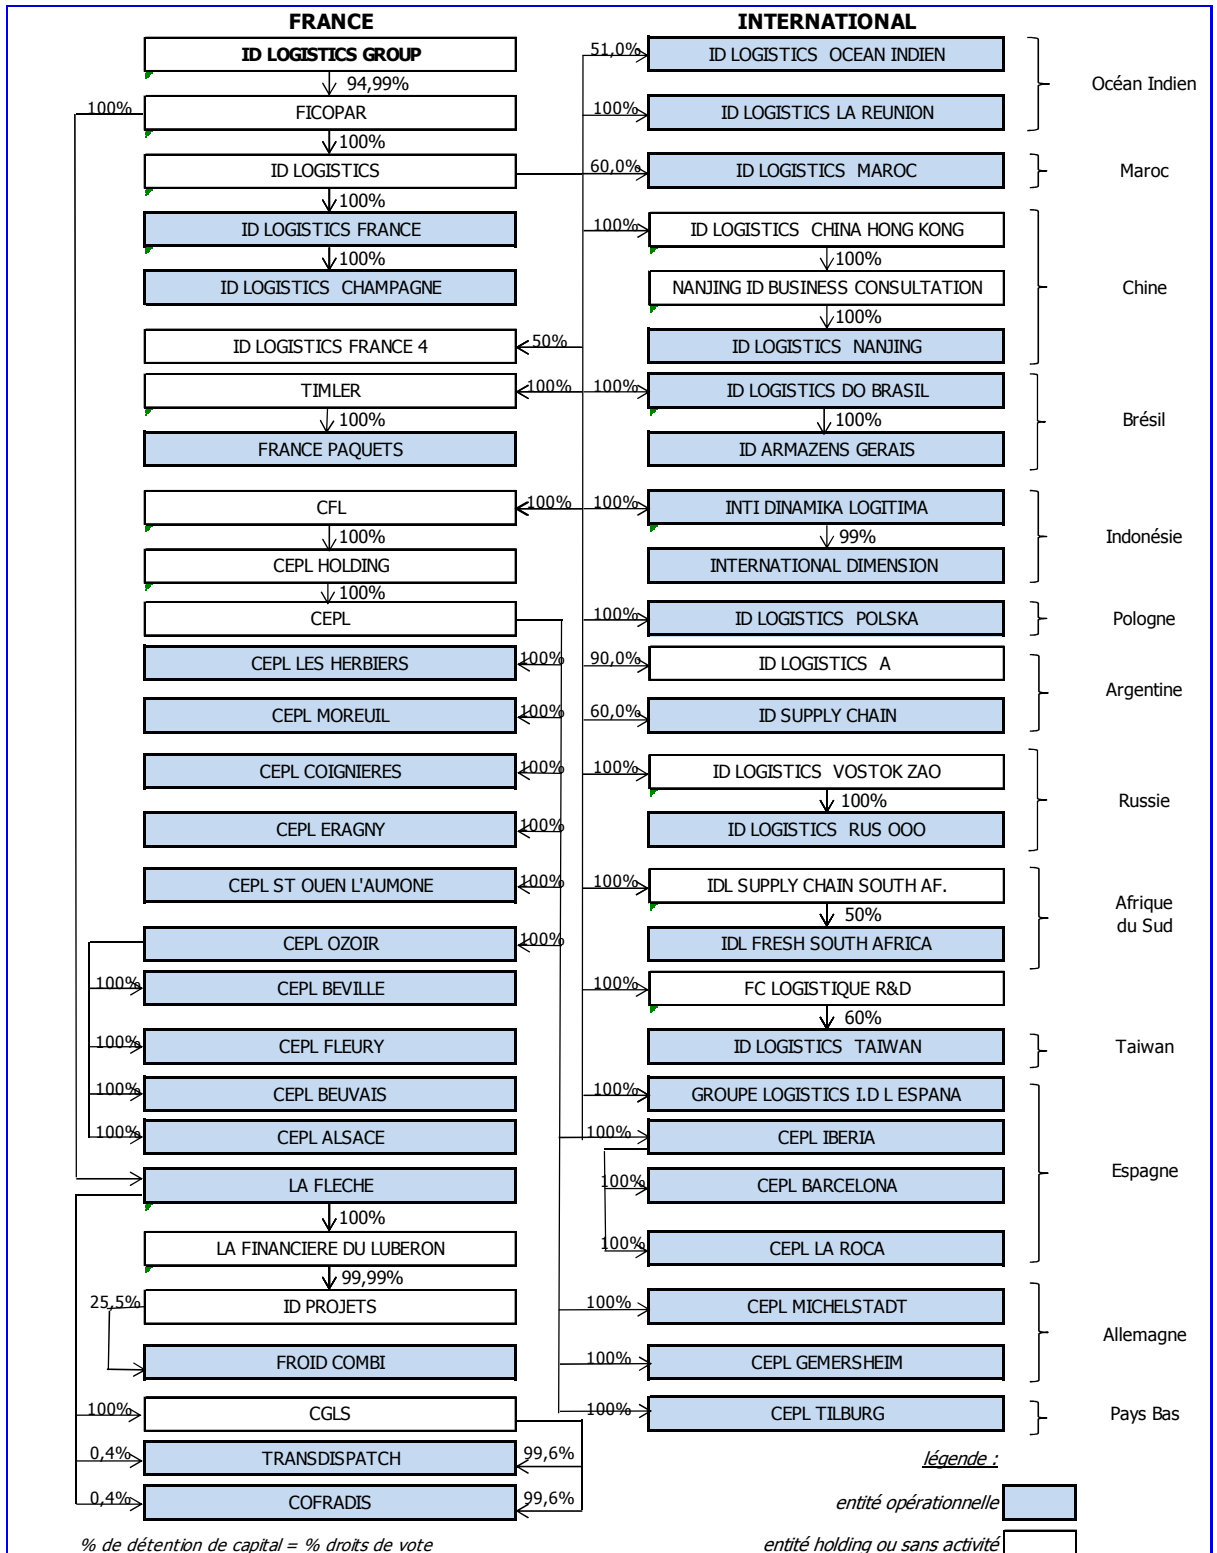 FRANCE
INTERNATIONAL
ID LOGISTICS GROUP
51,0%
ID LOGISTICS OCEAN INDIEN
94,99%
Océan Indien
100%
FICOPAR
100%
ID LOGISTICS LA REUNION
100%
ID LOGISTICS
60,0%
ID LOGISTICS MAROC
Maroc
100%
ID LOGISTICS FRANCE
100%
ID LOGISTICS CHINA HONG KONG
100%
100%
ID LOGISTICS CHAMPAGNE
NANJING ID BUSINESS CONSULTATION
Chine
100%
ID LOGISTICS FRANCE 4
50%
ID LOGISTICS NANJING
TIMLER
100%
100%
ID LOGISTICS DO BRASIL
100%
100%
Brésil
FRANCE PAQUETS
ID ARMAZENS GERAIS
CFL
100%
100%
INTI DINAMIKA LOGITIMA
100%
99%
Indonésie
CEPL HOLDING
INTERNATIONAL DIMENSION
100%
CEPL
100%
ID LOGISTICS POLSKA
Pologne
CEPL LES HERBIERS
100%
90,0%
ID LOGISTICS A
Argentine
CEPL MOREUIL
100%
60,0%
ID SUPPLY CHAIN
CEPL COIGNIERES
100%
100%
ID LOGISTICS VOSTOK ZAO
100%
Russie
CEPL ERAGNY
100%
ID LOGISTICS RUS OOO
CEPL ST OUEN L'AUMONE
100%
100%
IDL SUPPLY CHAIN SOUTH AF.
Afrique
du Sud
50%
CEPL OZOIR
100%
IDL FRESH SOUTH AFRICA
100%
CEPL BEVILLE
100%
FC LOGISTIQUE R&D
60%
100%
CEPL FLEURY
ID LOGISTICS TAIWAN
Taiwan
100%
CEPL BEUVAIS
100%
GROUPE LOGISTICS I.D L ESPANA
100%
CEPL ALSACE
100%
CEPL IBERIA
Espagne
LA FLECHE
100%
CEPL BARCELONA
100%
LA FINANCIERE DU LUBERON
100%
CEPL LA ROCA
99,99%
25,5%
ID PROJETS
100%
CEPL MICHELSTADT
Allemagne
FROID COMBI
100%
CEPL GEMERSHEIM
100%
CGLS
100%
CEPL TILBURG
Pays Bas
0,4%
TRANSDISPATCH
99,6%
légende :
0,4%
COFRADIS
99,6%
entité opérationnelle
% de détention de capital = % droits de vote
entité holding ou sans activité